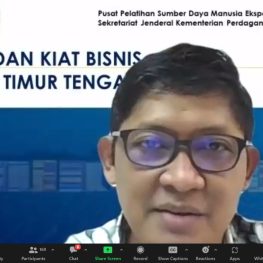 Pusat Pelatihan Sumber Daya Manusia Ekspo
Sekretariat Jenderal Kementerian Perdagan
DAN KIAT BISNIS
TIMUR TENGA
Participants
Chat
Share Screen
Record
Show Captions
Reactions
Apps